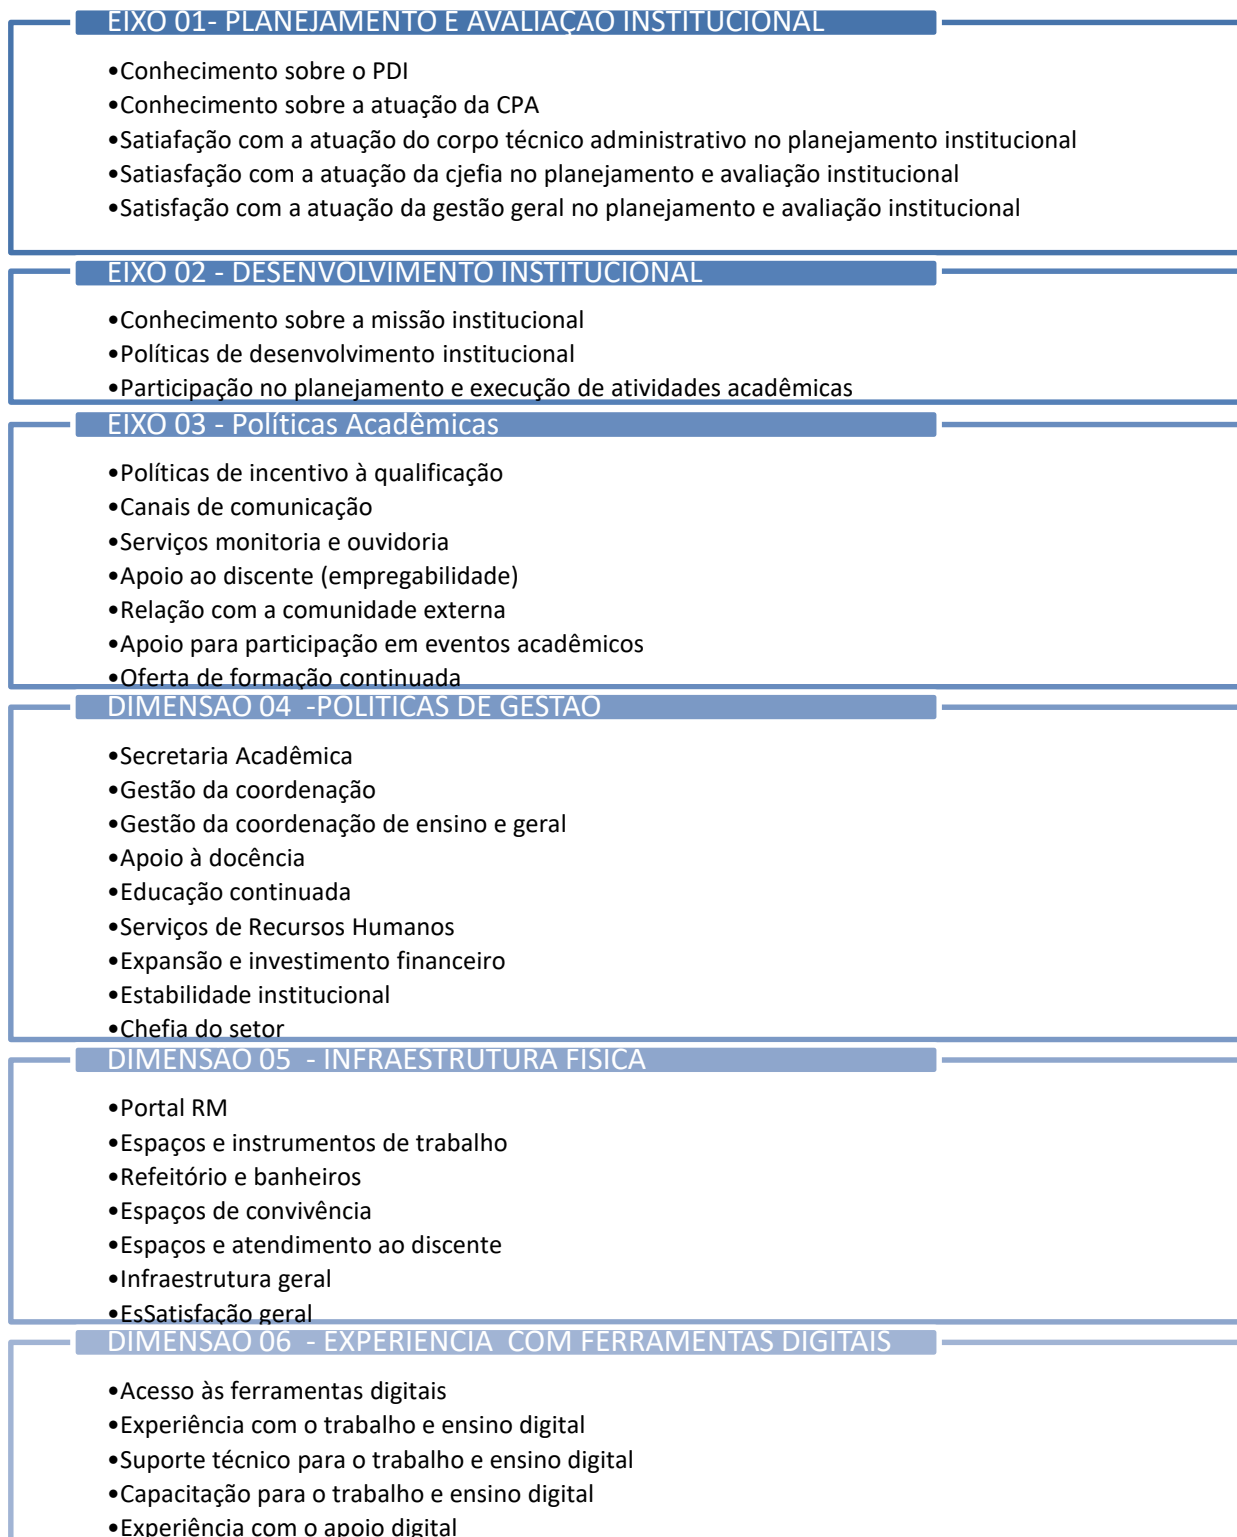 EIXO 01- PLANEJAMENTO E AVALIAÇÃO INSTITUCIONAL
•Conhecimento sobre o PDI
•Conhecimento sobre a atuação da CPA
•Satiafação com a atuação do corpo técnico administrativo no planejamento institucional
•Satiasfação com a atuação da cjefia no planejamento e avaliação institucional
•Satisfação com a atuação da gestão geral no planejamento e avaliação institucional
EIXO 02 - DESENVOLVIMENTO INSTITUCIONAL
•Conhecimento sobre a missão institucional
•Políticas de desenvolvimento institucional
•Participação no planejamento e execução de atividades acadêmicas
EIXO 03 - Políticas Acadêmicas
•Políticas de incentivo à qualificação
•Canais de comunicação
•Serviços monitoria e ouvidoria
•Apoio ao discente (empregabilidade)
•Relação com a comunidade externa
•Apoio para participação em eventos acadêmicos
•Oferta de formação continuada
DIMENSÃO 04 -POLÍTICAS DE GESTÃO
•Secretaria Acadêmica
•Gestão da coordenação
•Gestão da coordenação de ensino e geral
•Apoio à docência
•Educação continuada
•Serviços de Recursos Humanos
•Expansão e investimento financeiro
•Estabilidade institucional
•Chefia do setor
DIMENSÃO 05 - INFRAESTRUTURA FÍSICA
•Portal RM
•Espaços e instrumentos de trabalho
•Refeitório e banheiros
•Espaços de convivência
•Espaços e atendimento ao discente
•Infraestrutura geral
•EsSatisfação geral
DIMENSÃO 06 - EXPERIÊNCIA COM FERRAMENTAS DIGITAIS
•Acesso às ferramentas digitais
•Experiência com o trabalho e ensino digital
•Suporte técnico para o trabalho e ensino digital
•Capacitação para o trabalho e ensino digital
•Experiência com o apoio digital